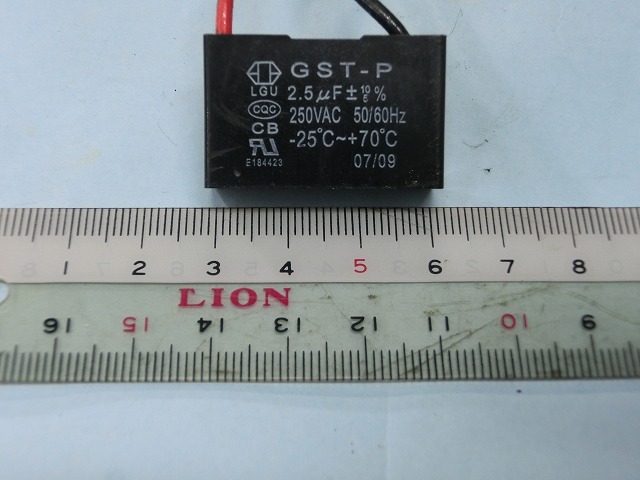 GST-P
LGU
2.5μF±10/5%
CQC
250VAC 50/60Hz
CB
-25°C~+70°C
E184423
07/09
1 2 3 4 5 6 7 8
LION
16 15 14 13 12 11 10 9